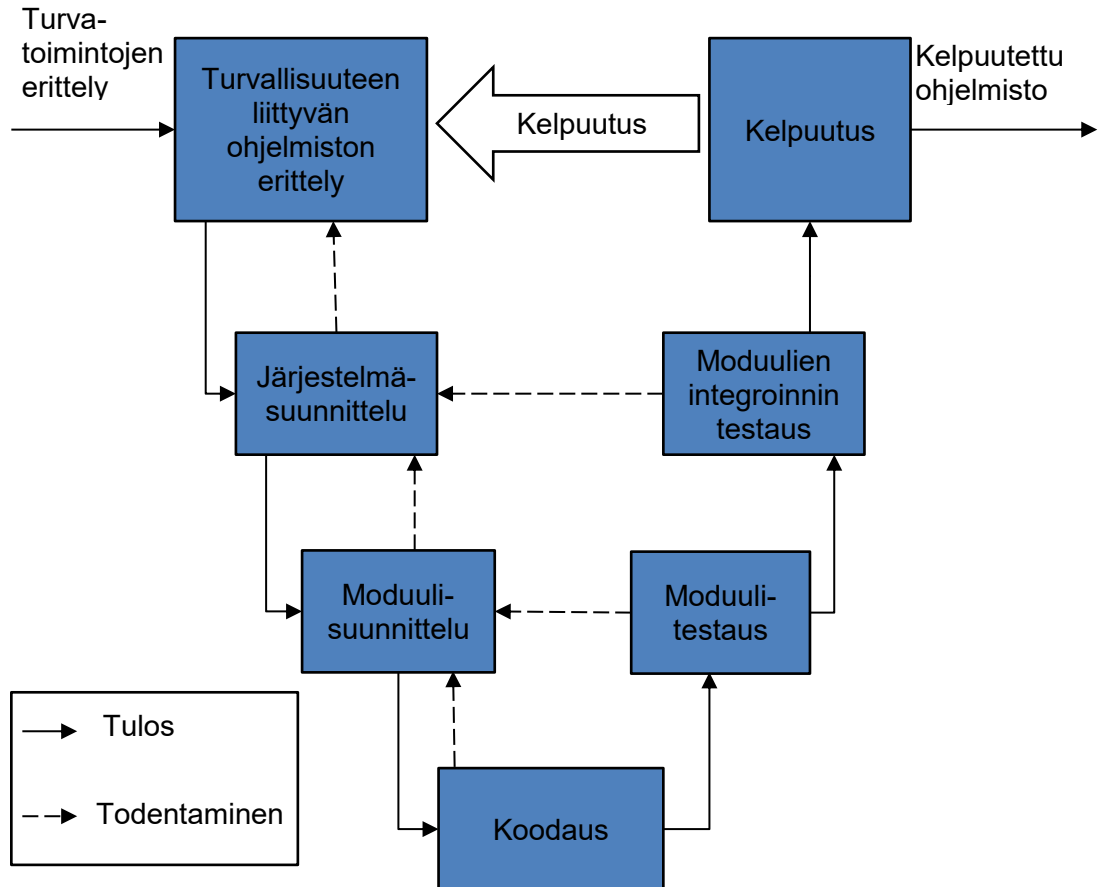 Turva-
toimintojen
erittely
Turvallisuuteen
liittyvän
ohjelmiston
erittely
Kelpuutus
Kelpuutus
Kelpuutettu
ohjelmisto
Järjestelmä-
suunnittelu
Moduulien
integroinnin
testaus
Moduuli-
suunnittelu
Moduuli-
testaus
Tulos
Todentaminen
Koodaus